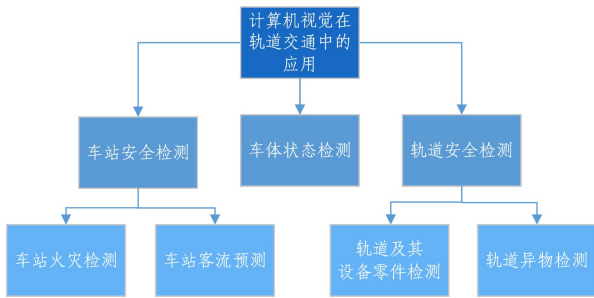 计算机视觉在
轨道交通中的
应用
车站安全检测
车体状态检测
轨道安全检测
车站火灾检测
车站客流预测
轨道及其
设备零件检测
轨道异物检测